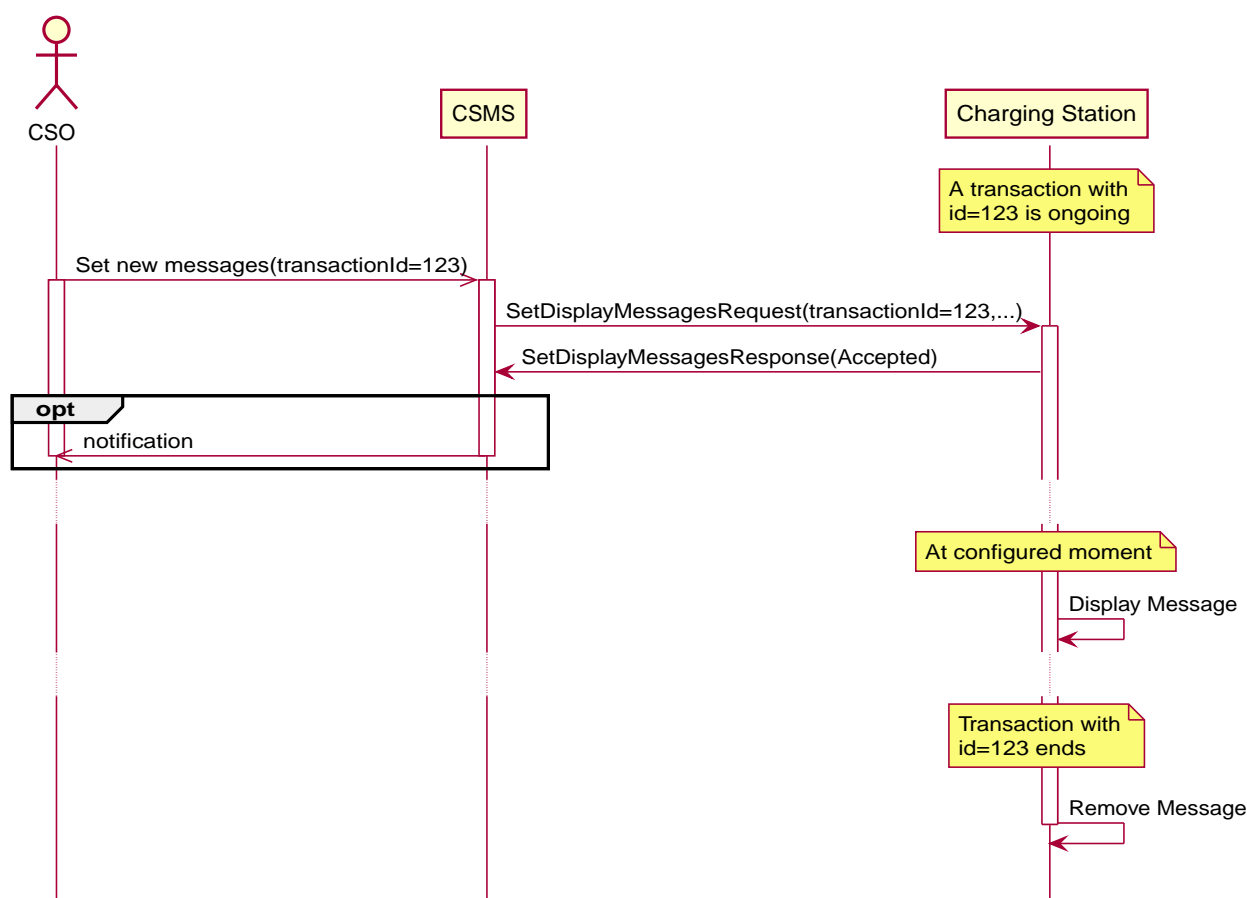 CSO
CSMS
Charging Station
A transaction with
id=123 is ongoing
Set new messages(transactionId=123)
SetDisplayMessagesRequest(transactionId=123,...)
SetDisplayMessagesResponse(Accepted)
opt
notification
At configured moment
Display Message
Transaction with
id=123 ends
Remove Message